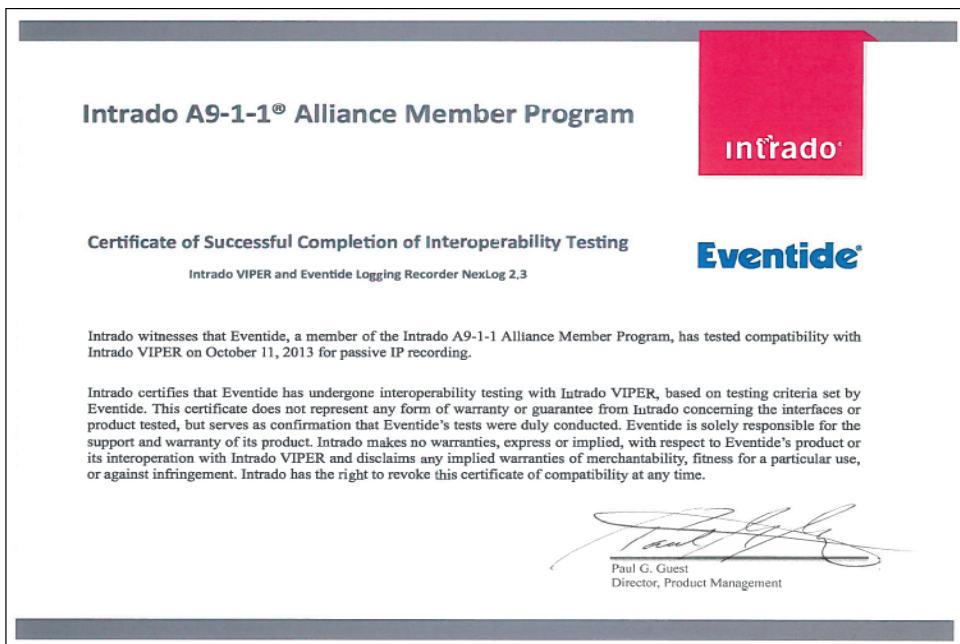 Intrado A9-1-1® Alliance Member Program
intrado®
Certificate of Successful Completion of Interoperability Testing
Intrado VIPER and Eventide Logging Recorder NexLog 2,3
Eventide®
Intrado witnesses that Eventide, a member of the Intrado A9-1-1 Alliance Member Program, has tested compatibility with
Intrado VIPER on October 11, 2013 for passive IP recording.
Intrado certifies that Eventide has undergone interoperability testing with Intrado VIPER, based on testing criteria set by
Eventide. This certificate does not represent any form of warranty or guarantee from Intrado concerning the interfaces or
product tested, but serves as confirmation that Eventide's tests were duly conducted. Eventide is solely responsible for the
support and warranty of its product. Intrado makes no warranties, express or implied, with respect to Eventide's product or
its interoperation with Intrado VIPER and disclaims any implied warranties of merchantability, fitness for a particular use,
or against infringement. Intrado has the right to revoke this certificate of compatibility at any time.
Paul G. Guest
Director, Product Management